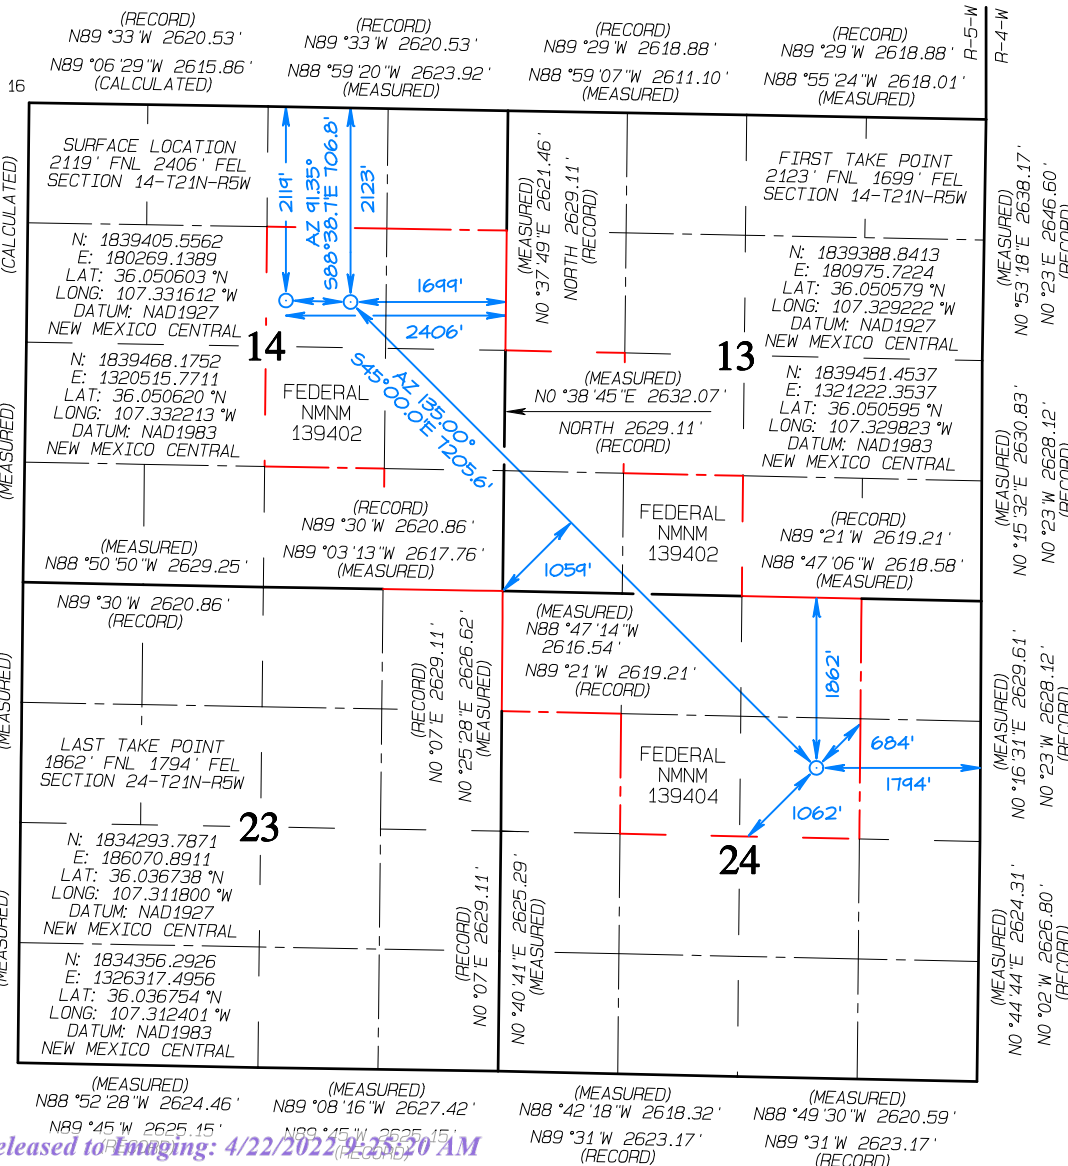 (RECORD)
N89°33'W 2620.53'
N89°06'29"W 2615.86'
(CALCULATED)
(RECORD)
N89°33'W 2620.53'
N88°59'20"W 2623.92'
(MEASURED)
(RECORD)
N89°29'W 2618.88'
N88°59'07"W 2611.10'
(MEASURED)
(RECORD)
N89°29'W 2618.88'
N88°55'24"W 2618.01'
(MEASURED)
R-5-W
R-4-W
16
(CALCULATED)
(MEASURED)
(MEASURED)
(MEASURED)
SURFACE LOCATION
2119' FNL 2406' FEL
SECTION 14-T21N-R5W
N: 1839405.5562
E: 180269.1389
LAT: 36.050603°N
LONG: 107.331612°W
DATUM: NAD1927
NEW MEXICO CENTRAL
N: 1839468.1752
E: 1320515.7711
LAT: 36.050620°N
LONG: 107.332213°W
DATUM: NAD1983
NEW MEXICO CENTRAL
2119'
AZ 91.35°
S88°38.7'E 706.8'
2123'
1699'
2406'
14
FEDERAL
NMNM
139402
AZ 135.00°
S45°00.0'E 7205.6'
(MEASURED)
N0°37'49"E 2621.46'
NORTH 2629.11'
(RECORD)
FIRST TAKE POINT
2123' FNL 1699' FEL
SECTION 14-T21N-R5W
N: 1839388.8413
E: 180975.7224
LAT: 36.050579°N
LONG: 107.329222°W
DATUM: NAD1927
NEW MEXICO CENTRAL
13
N: 1839451.4537
E: 1321222.3537
LAT: 36.050595°N
LONG: 107.329823°W
DATUM: NAD1983
NEW MEXICO CENTRAL
(MEASURED)
N0°38'45"E 2632.07'
NORTH 2629.11'
(RECORD)
(MEASURED)
N0°53'18"E 2638.17'
N0°23'E 2646.60'
(RECORD)
(MEASURED)
N0°15'32"E 2630.83'
N0°23'W 2628.12'
(RECORD)
(MEASURED)
N88°50'50"W 2629.25'
N89°30'W 2620.86'
(RECORD)
(RECORD)
N89°30'W 2620.86'
N89°03'13"W 2617.76'
(MEASURED)
1059'
FEDERAL
NMNM
139402
(RECORD)
N89°21'W 2619.21'
N88°47'06"W 2618.58'
(MEASURED)
(MEASURED)
N88°47'14"W
2616.54'
N89°21'W 2619.21'
(RECORD)
(RECORD)
N0°07'E 2629.11'
N0°25'28"E 2626.62'
(MEASURED)
1862'
684'
1794'
1062'
FEDERAL
NMNM
139404
24
(MEASURED)
N0°16'31"E 2629.61'
N0°23'W 2628.12'
(RECORD)
LAST TAKE POINT
1862' FNL 1794' FEL
SECTION 24-T21N-R5W
23
N: 1834293.7871
E: 186070.8911
LAT: 36.036738°N
LONG: 107.311800°W
DATUM: NAD1927
NEW MEXICO CENTRAL
N: 1834356.2926
E: 1326317.4956
LAT: 36.036754°N
LONG: 107.312401°W
DATUM: NAD1983
NEW MEXICO CENTRAL
(RECORD)
N0°07'E 2629.11'
N0°40'41"E 2625.29'
(MEASURED)
(MEASURED)
N0°44'44"E 2624.31'
N0°02'W 2626.80'
(RECORD)
(MEASURED)
N88°52'28"W 2624.46'
N89°45'W 2625.15'
(RECORD)
(MEASURED)
N89°08'16"W 2627.42'
N89°45'W 2625.15'
(RECORD)
(MEASURED)
N88°42'18"W 2618.32'
N89°31'W 2623.17'
(RECORD)
(MEASURED)
N88°49'30"W 2620.59'
N89°31'W 2623.17'
(RECORD)
eleased to Imaging: 4/22/2022 9:25:20 AM